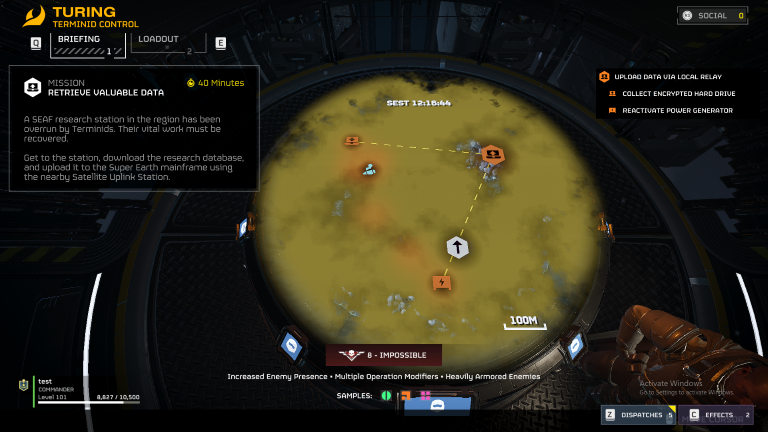 TURING
TERMINID CONTROL
SOCIAL 0
Q
BRIEFING
1
LOADOUT
2
E
MISSION
RETRIEVE VALUABLE DATA
40 Minutes
A SEAF research station in the region has been
overrun by Terminids. Their vital work must be
recovered.
Get to the station, download the research database,
and upload it to the Super Earth mainframe using
the nearby Satellite Uplink Station.
UPLOAD DATA VIA LOCAL RELAY
COLLECT ENCRYPTED HARD DRIVE
REACTIVATE POWER GENERATOR
SEST 12:16:44
100M
8 - IMPOSSIBLE
Increased Enemy Presence • Multiple Operation Modifiers • Heavily Armored Enemies
SAMPLES:
test
COMMANDER
Level 101
8,827 / 10,500
Activate Windows
Go to Settings to activate Windows.
Z DISPATCHES 5
C EFFECTS 2